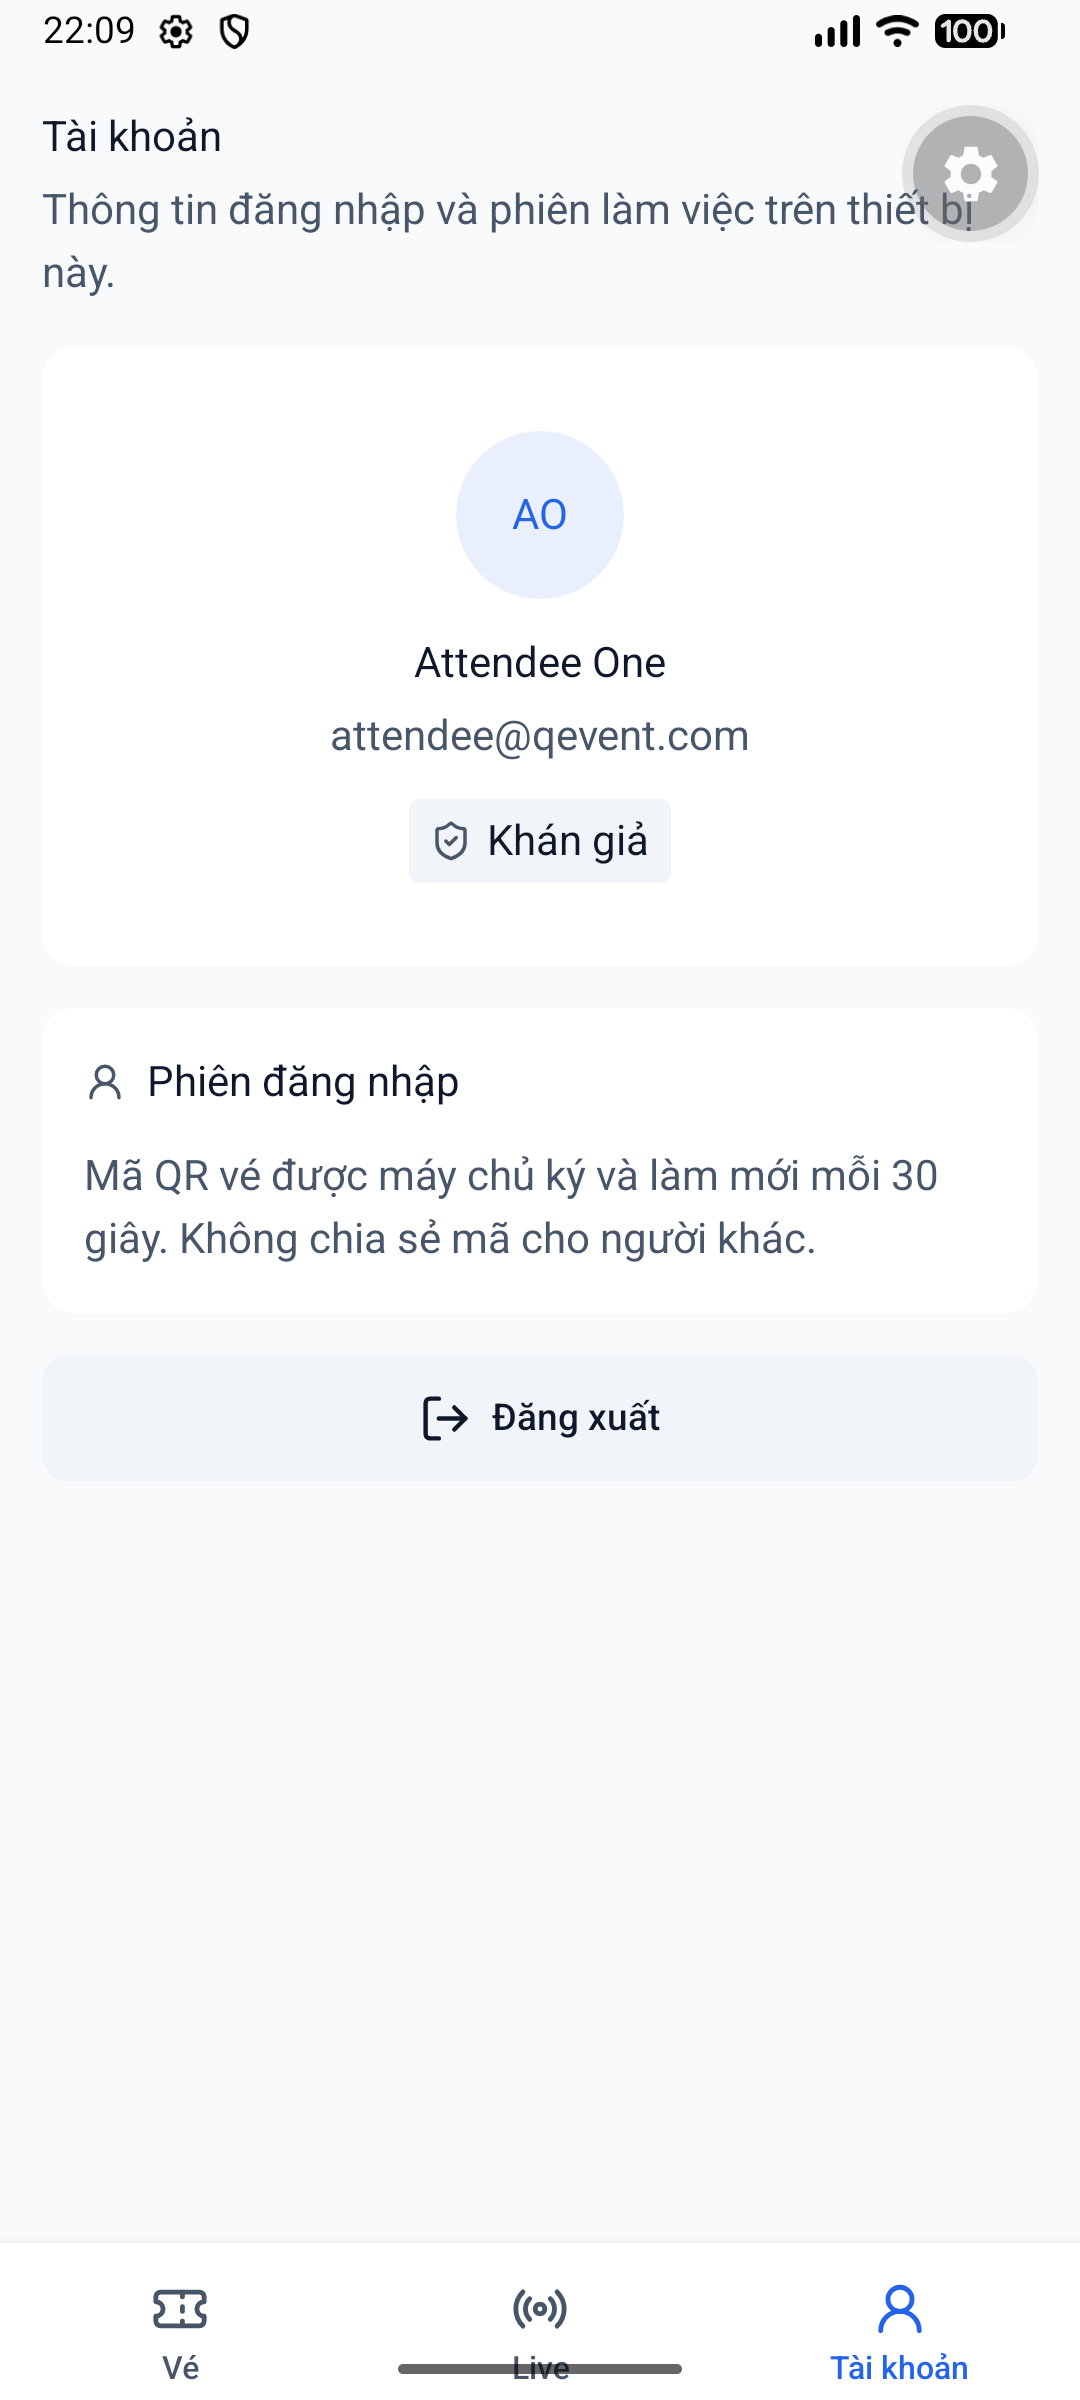 22:09
100
Tài khoản
Thông tin đăng nhập và phiên làm việc trên thiết bị
này.
AO
Attendee One
attendee@qevent.com
Khán giả
Phiên đăng nhập
Mã QR vé được máy chủ ký và làm mới mỗi 30
giây. Không chia sẻ mã cho người khác.
Đăng xuất
Vé
Live
Tài khoản